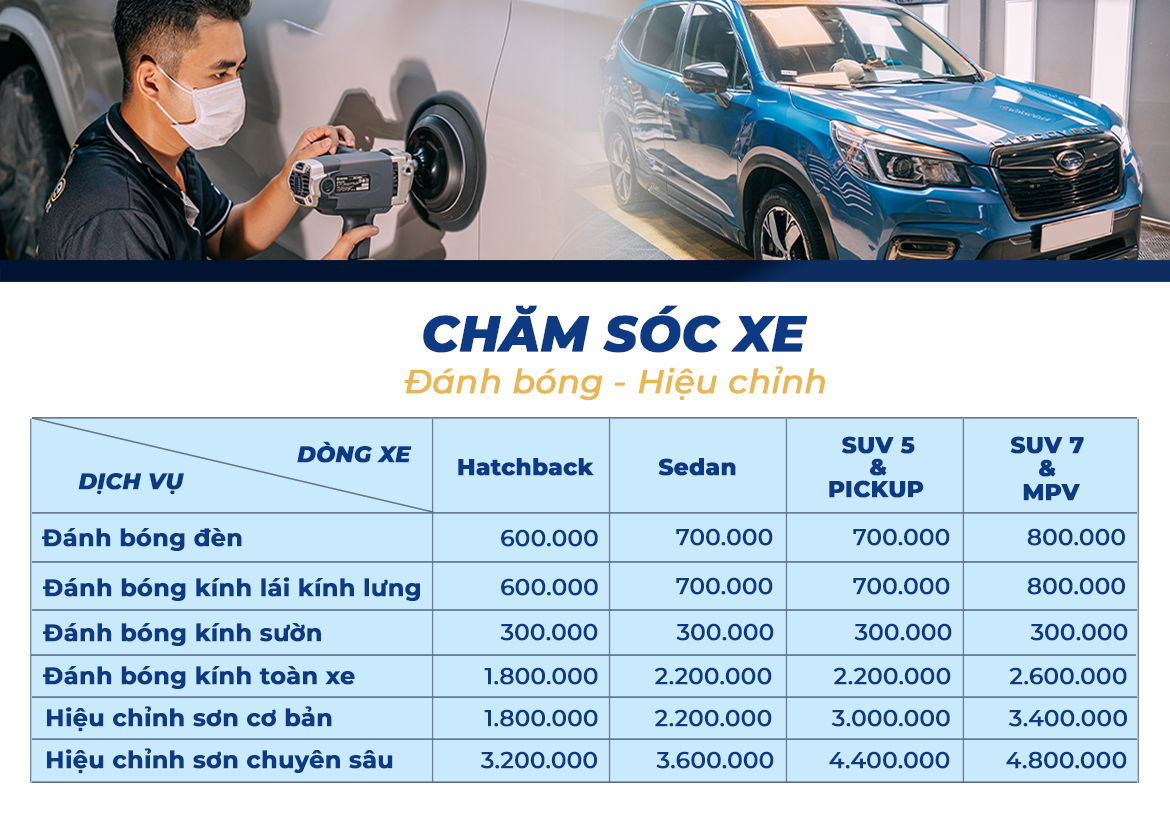 CHĂM SÓC XE
Đánh bóng - Hiệu chỉnh
DÒNG XE
DỊCH VỤ
Hatchback
Sedan
SUV 5
&
PICKUP
SUV 7
&
MPV
Đánh bóng đèn 600.000 700.000 700.000 800.000
Đánh bóng kính lái kính lưng 600.000 700.000 700.000 800.000
Đánh bóng kính sườn 300.000 300.000 300.000 300.000
Đánh bóng kính toàn xe 1.800.000 2.200.000 2.200.000 2.600.000
Hiệu chỉnh sơn cơ bản 1.800.000 2.200.000 3.000.000 3.400.000
Hiệu chỉnh sơn chuyên sâu 3.200.000 3.600.000 4.400.000 4.800.000